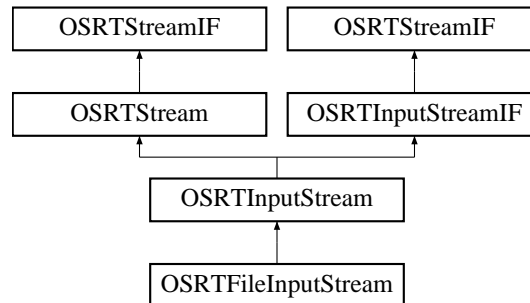 OSRTStreamIF
OSRTStreamIF
OSRTStream
OSRTInputStreamIF
OSRTInputStream
OSRTFileInputStream